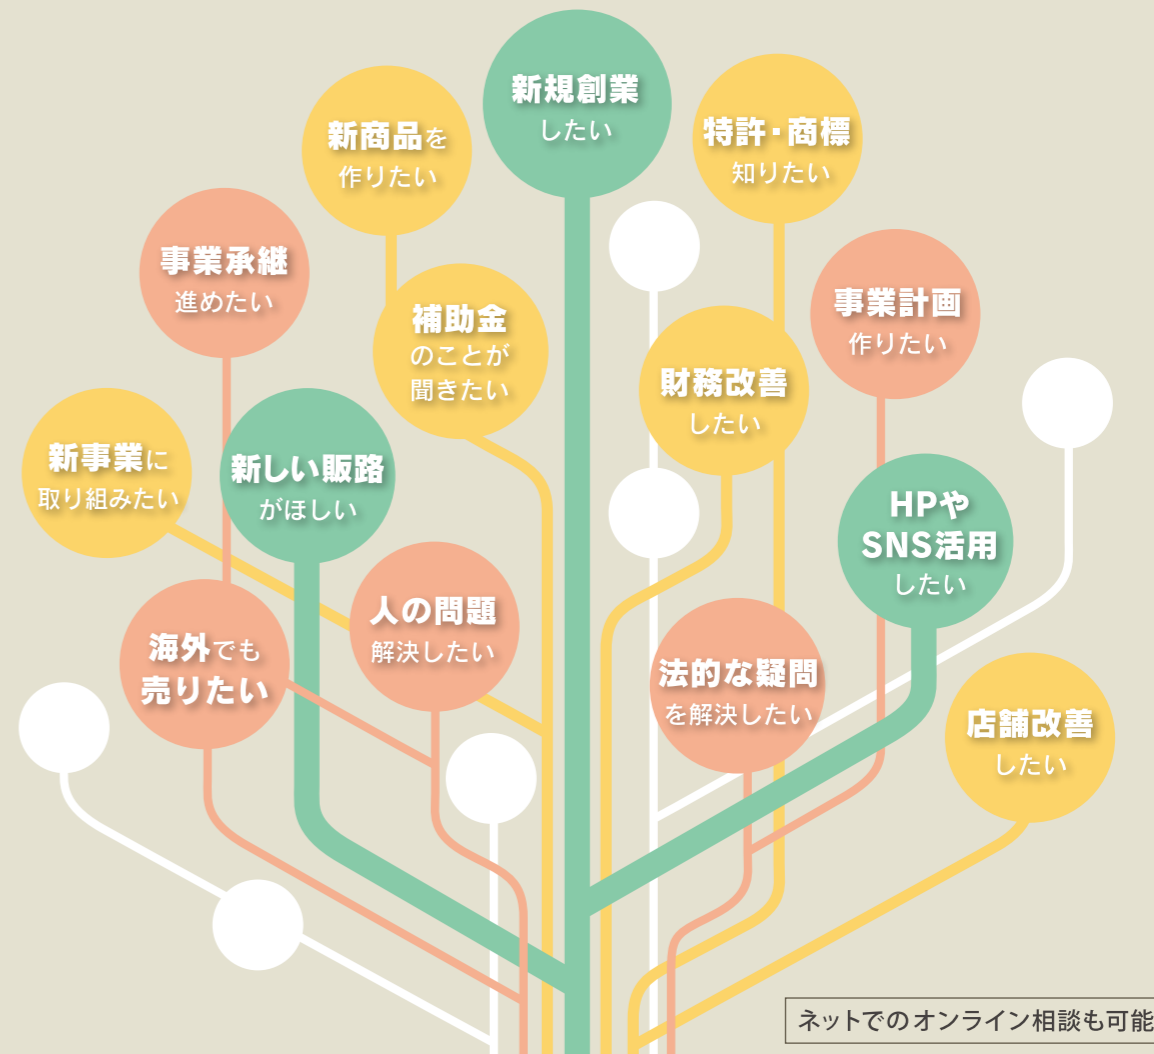 新規創業
したい
新商品を
作りたい
特許・商標
知りたい
事業承継
進めたい
補助金
のことが
聞きたい
事業計画
作りたい
財務改善
したい
新事業に
取り組みたい
新しい販路
がほしい
HPや
SNS活用
したい
人の問題
解決したい
海外でも
売りたい
法的な疑問
を解決したい
店舗改善
したい
ネットでのオンライン相談も可能